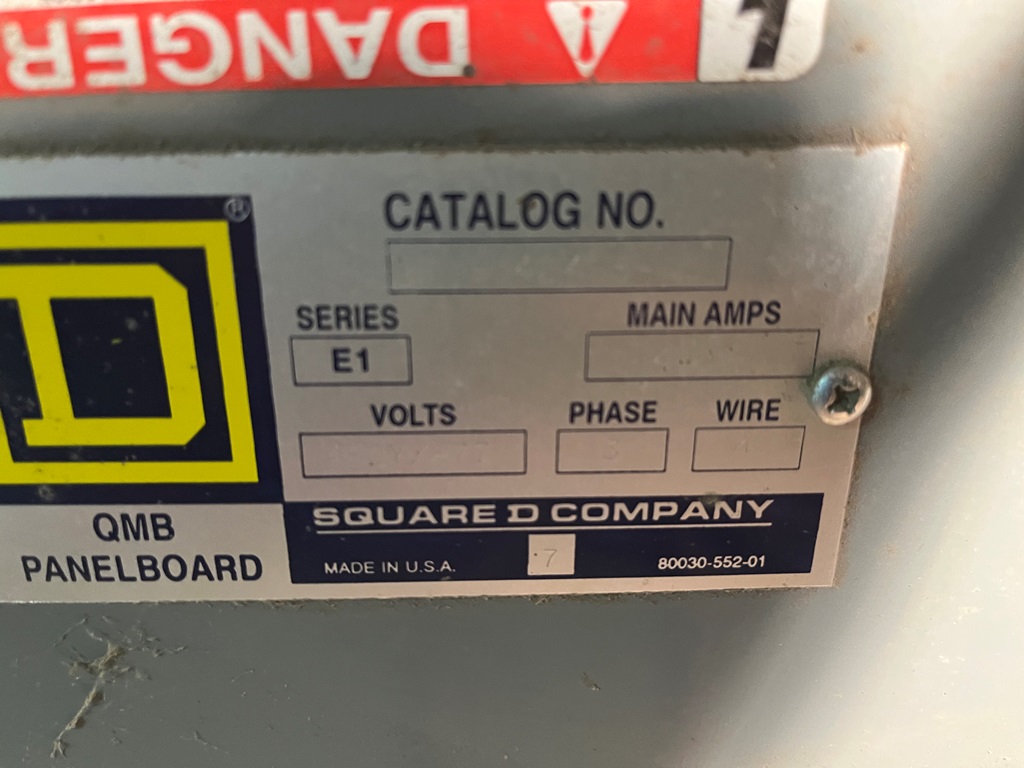 DANGER
®
CATALOG NO.
SERIES
MAIN AMPS
E1
VOLTS
PHASE
WIRE
3
4
D
QMB
PANELBOARD
SQUARE D COMPANY
MADE IN U.S.A.
7
80030-552-01